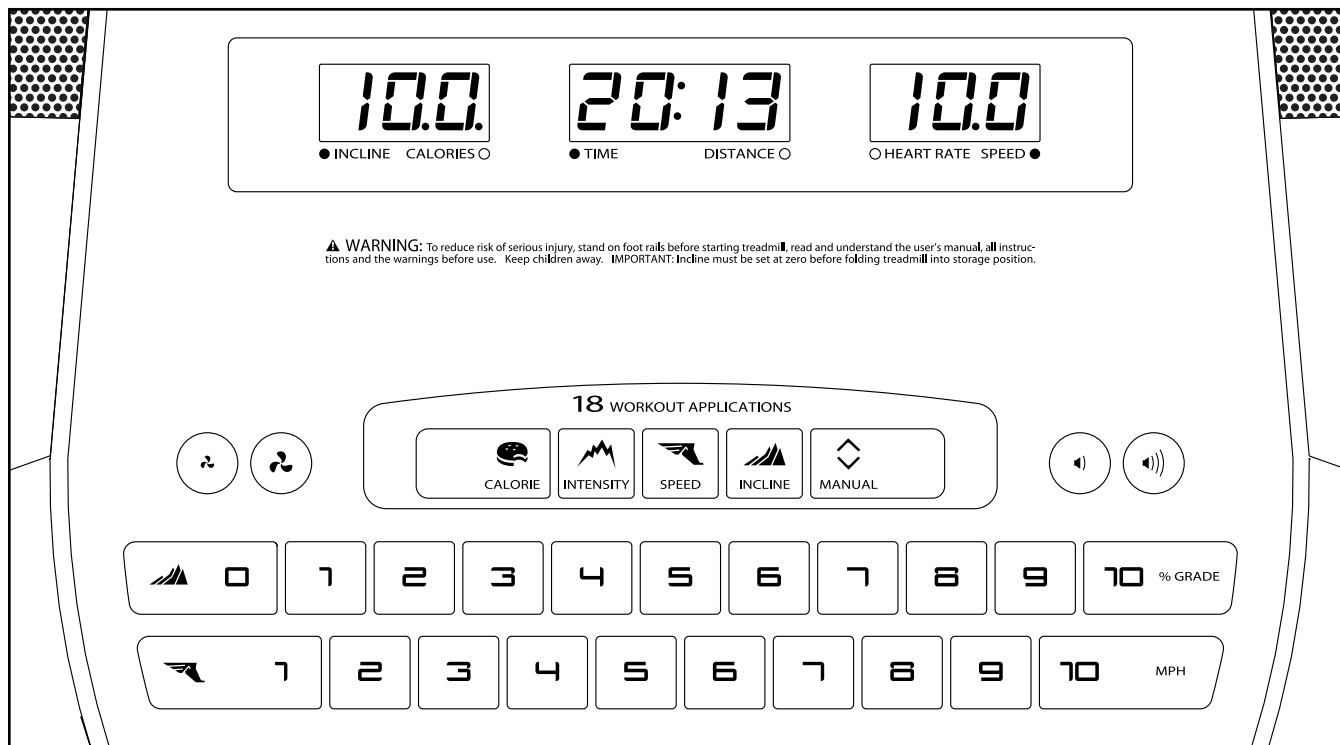 10.0. 20:13 10.0
INCLINE CALORIES TIME DISTANCE HEART RATE SPEED
WARNING: To reduce risk of serious injury, stand on foot rails before starting treadmill, read and understand the user's manual, all instruc-
tions and the warnings before use. Keep children away. IMPORTANT: Incline must be set at zero before folding treadmill into storage position.
18 WORKOUT APPLICATIONS
CALORIE INTENSITY SPEED INCLINE MANUAL
0 1 2 3 4 5 6 7 8 9 10 % GRADE
1 2 3 4 5 6 7 8 9 10 MPH